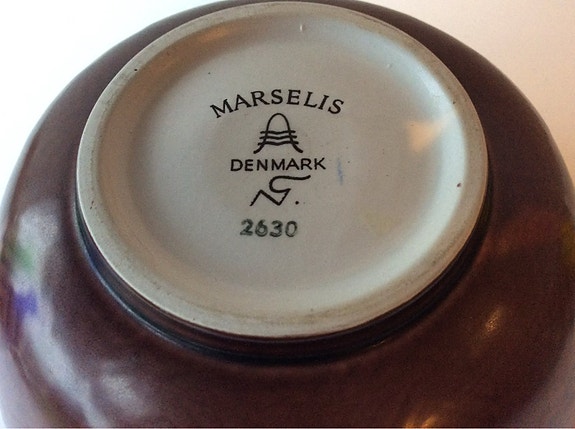 MARSELIS
DENMARK
N.
2630